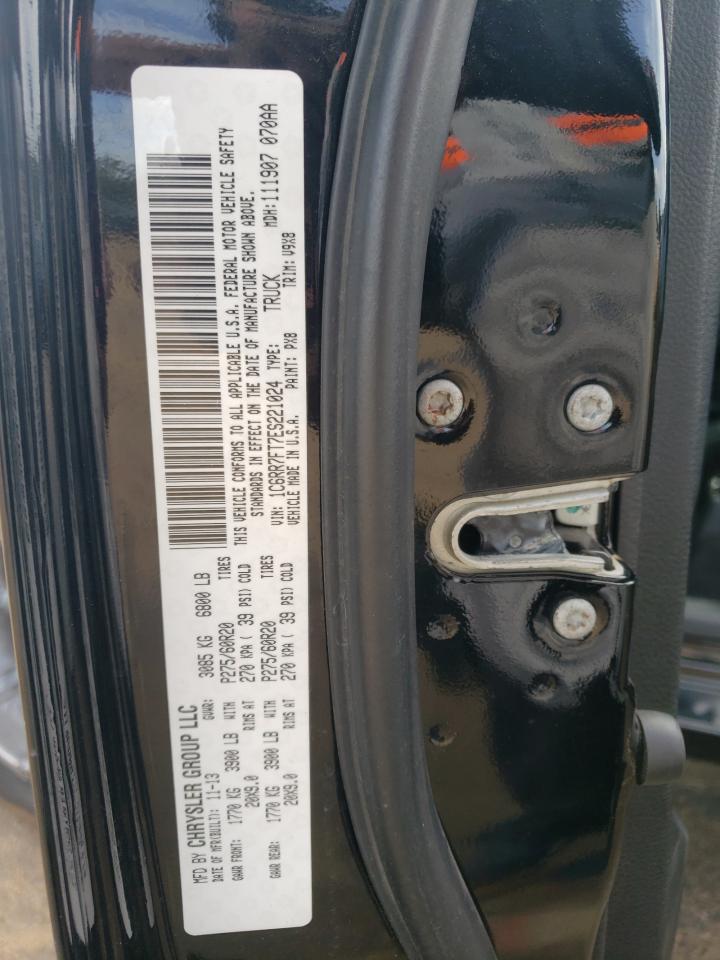 MFD BY CHRYSLER GROUP LLC
DATE OF MFR(BUILT): 11-13 GVWR: 3085 KG 6800 LB
GAWR FRONT: 1770 KG 3900 LB WITH P275/60R20 TIRES
20X9.0 RIMS AT 270 KPA ( 39 PSI) COLD
GAWR REAR: 1770 KG 3900 LB WITH P275/60R20 TIRES
20X9.0 RIMS AT 270 KPA ( 39 PSI) COLD
THIS VEHICLE CONFORMS TO ALL APPLICABLE U.S.A. FEDERAL MOTOR VEHICLE SAFETY
STANDARDS IN EFFECT ON THE DATE OF MANUFACTURE SHOWN ABOVE.
VIN: 1C6RR7FT7ES221024 TYPE: TRUCK MDH:111907 070AA
VEHICLE MADE IN U.S.A. PAINT: PX8 TRIM: V9X8